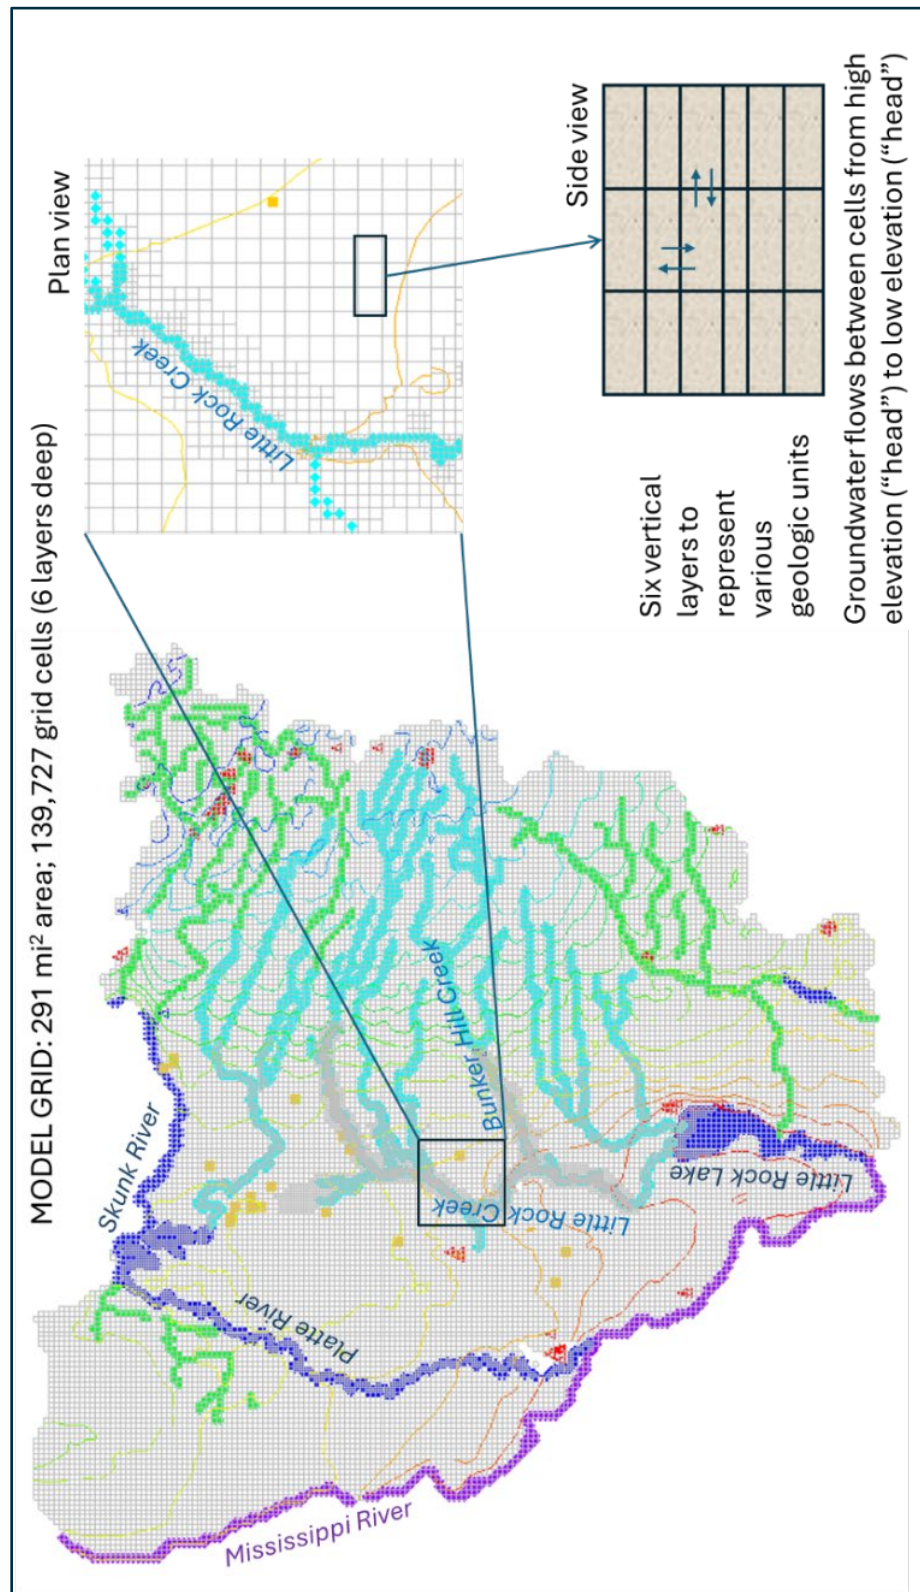 MODEL GRID: 291 mi² area; 139,727 grid cells (6 layers deep)
Plan view
Little Rock Creek
Side view
Six vertical
layers to
represent
various
geologic units
Groundwater flows between cells from high
elevation (“head”) to low elevation (“head”)
Skunk River
Platte River
Mississippi River
Bunker Hill Creek
Little Rock Creek
Little Rock Lake